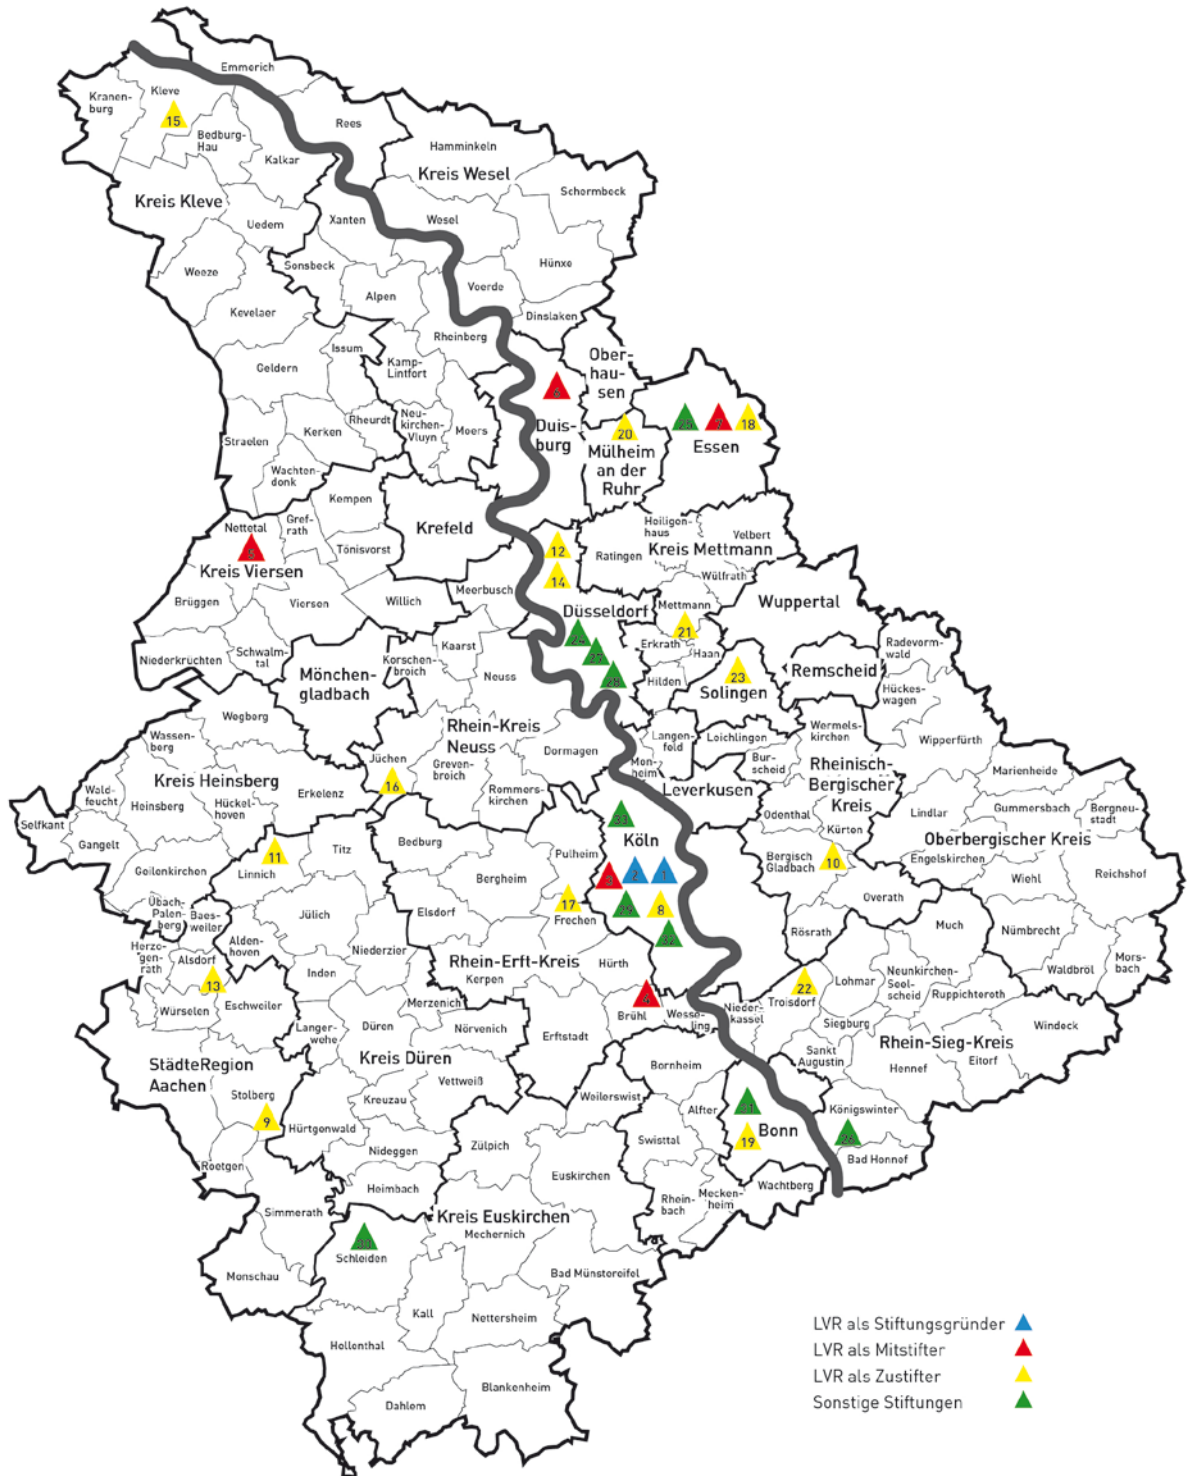 Emmerich
Kleve
Kranen-
burg
15
Rees
Bedburg-
Hau
Kalkar
Hamminkeln
Kreis Wesel
Schermbeck
Kreis Kleve
Uedem
Xanten
Wesel
Hünxe
Weeze
Sonsbeck
Voerde
Alpen
Kevelaer
Dinslaken
Rheinberg
Issum
Geldern
Kamp-
Lintfort
Ober-
hau-
sen
Rheurdt
Neu-
kirchen-
Vluyn
Moers
Kerken
Straelen
Duis-
burg
20
Mülheim
an der
Ruhr
7
18
Essen
Wachten-
donk
Kempen
Krefeld
Nettetal
Gref-
rath
Tönisvorst
Kreis Viersen
Heiligen-
haus
Velbert
Ratingen
Kreis Mettmann
Wülfrath
12
14
Brüggen
Viersen
Willich
Meerbusch
Düsseldorf
Mettmann
21
Wuppertal
24
28
Erkrath
Haan
Hilden
Radevorm-
wald
Niederkrüchten
Schwalm-
tal
Mönchen-
gladbach
Korschen-
broich
Kaarst
Neuss
23
Solingen
Remscheid
Hückes-
wagen
Wegberg
Wassen-
berg
Rhein-Kreis
Neuss
Dormagen
Langen-
feld
Leichlingen
Wermels-
kirchen
Wipperfürth
Kreis Heinsberg
Jüchen
16
Greven-
broich
Rommers-
kirchen
Mon-
heim
Bur-
scheid
Rheinisch-
Bergischer
Kreis
Marienheide
Leverkusen
Wald-
feucht
Heinsberg
Hückel-
hoven
Erkelenz
Selfkant
Gangelt
33
Köln
Odenthal
Kürten
Lindlar
Gummersbach
Bergneu-
stadt
Oberbergischer Kreis
11
Linnich
Titz
Bedburg
Pulheim
Bergheim
Geilenkirchen
3
2
1
Bergisch
Gladbach
10
Engelskirchen
Wiehl
Reichshof
Übach-
Palen-
berg
Baes-
weiler
Jülich
Elsdorf
17
Frechen
29
8
Overath
Rösrath
Much
Nümbrecht
Herzo-
gen-
rath
Alsdorf
13
Alden-
hoven
Niederzier
Inden
Rhein-Erft-Kreis
Kerpen
Hürth
Waldbröl
Mors-
bach
Würselen
Eschweiler
Merzenich
4
Brühl
Wesse-
ling
Nieder-
kassel
22
Troisdorf
Lohmar
Neunkirchen-
Seel-
scheid
Ruppichteroth
Langer-
wehe
Düren
Nörvenich
Erftstadt
Siegburg
Windeck
Rhein-Sieg-Kreis
StädteRegion
Aachen
Kreis Düren
Sankt
Augustin
Hennef
Eitorf
Bornheim
Vettweiß
Stolberg
9
Kreuzau
Weilerswist
Alfter
Bonn
19
Königswinter
26
Bad Honnef
Hürtgenwald
Nideggen
Zülpich
Swisttal
Roetgen
Heimbach
Euskirchen
Wachtberg
Rhein-
bach
Mecken-
heim
Simmerath
Kreis Euskirchen
Mechernich
Schleiden
Monschau
Bad Münstereifel
Kall
Nettersheim
Hellenthal
Blankenheim
Dahlem
LVR als Stiftungsgründer
LVR als Mitstifter
LVR als Zustifter
Sonstige Stiftungen